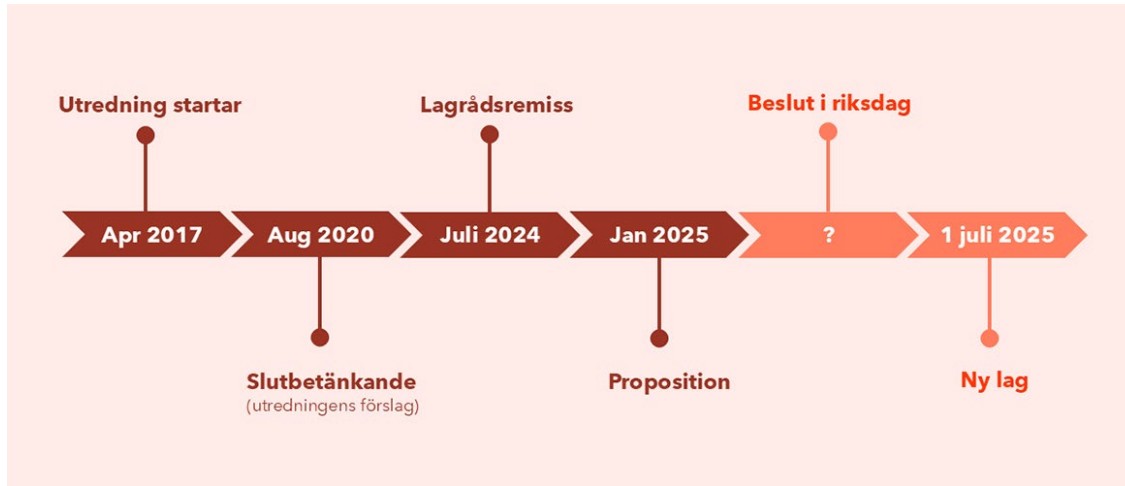 Utredning startar
Lagrådsremiss
Beslut i riksdag
Apr 2017
Aug 2020
Juli 2024
Jan 2025
?
1 juli 2025
Slutbetänkande
(utredningens förslag)
Proposition
Ny lag